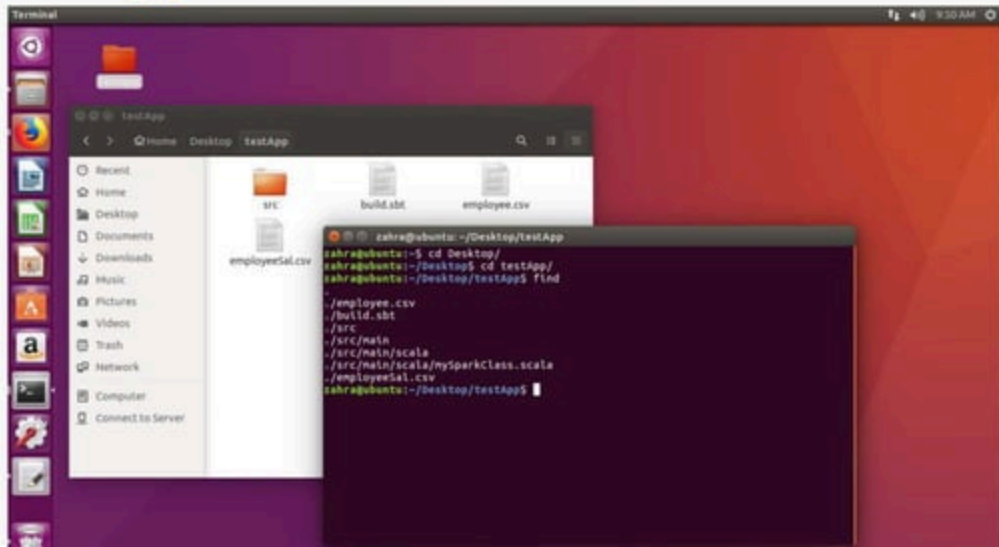 Terminal
9:30 AM
testApp
Home Desktop testApp
Recent
Home
Desktop
Documents
Downloads
Music
Pictures
Videos
Trash
Network
Computer
Connect to Server
src
build.sbt
employee.csv
employeeSal.csv
zahra@ubuntu: ~/Desktop/testApp
zahra@ubuntu:~$ cd Desktop/
zahra@ubuntu:~/Desktop$ cd testApp/
zahra@ubuntu:~/Desktop/testApp$ find
.
./employee.csv
./build.sbt
./src
./src/main
./src/main/scala
./src/main/scala/mySparkClass.scala
./employeeSal.csv
zahra@ubuntu:~/Desktop/testApp$